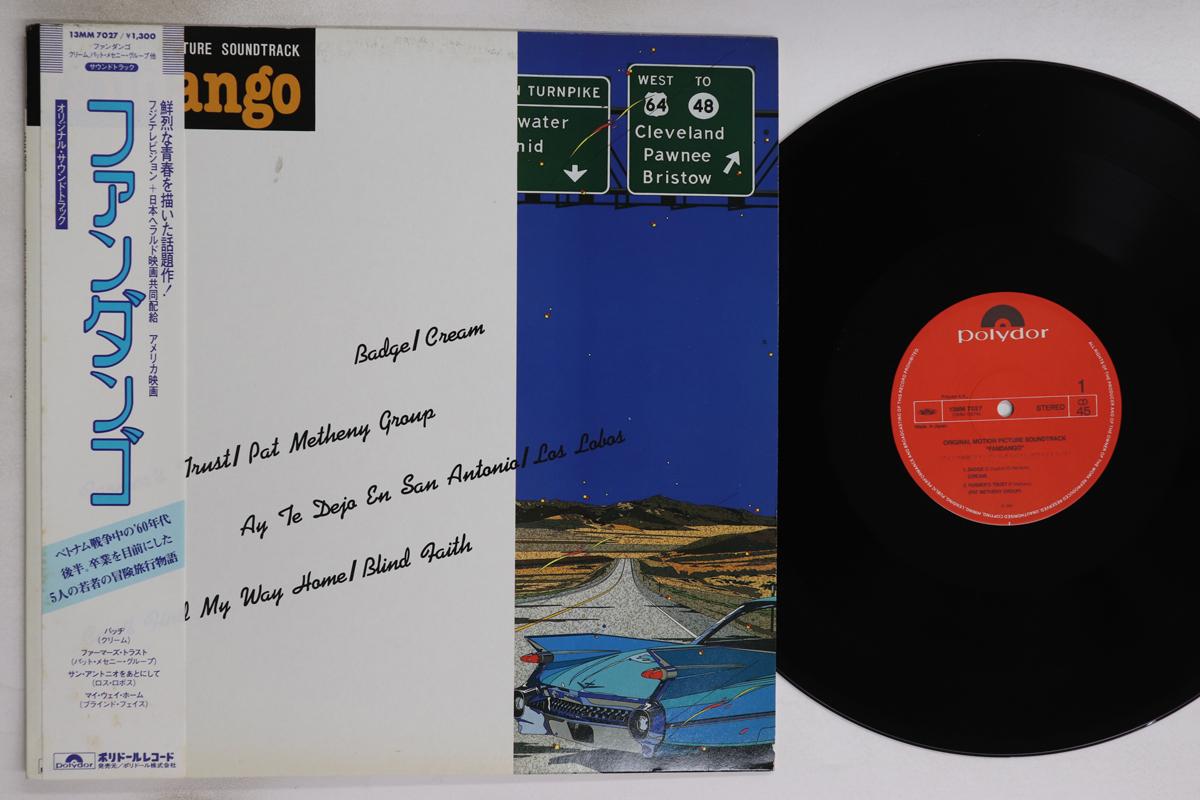 13MM 7027/¥1,300
ファンダンゴ
クリーム、パット・メセニー・グループ他
サウンドトラック
ファンダンゴ
オリジナル・サウンドトラック
鮮烈な青春を描いた話題作!
フジテレビジョン+日本ヘラルド映画共同配給 アメリカ映画
ベトナム戦争中の'60年代
後半。卒業を目前にした
5人の若者の冒険旅行物語
バッヂ
(クリーム)
ファーマーズ・トラスト
(パット・メセニー・グループ)
サン・アントニオをあとにして
(ロス・ロボス)
マイ・ウェイ・ホーム
(ブラインド・フェイス)
polydor
ポリドールレコード
発売元/ポリドール株式会社
TURE SOUNDTRACK
ango
Badge/Cream
Trust/Pat Metheny Group
Ay Te Dejo En San Antonio/Los Lobos
My Way Home/Blind Faith
TURNPIKE
water
nid
WEST TO
64 48
Cleveland
Pawnee
Bristow
polydor
13MM 7027
STEREO
1
45
Made in Japan
ORIGINAL MOTION PICTURE SOUNDTRACK
"FANDANGO"
1. BADGE
(CREAM)
2. FARMER'S TRUST
(PAT METHENY GROUP)